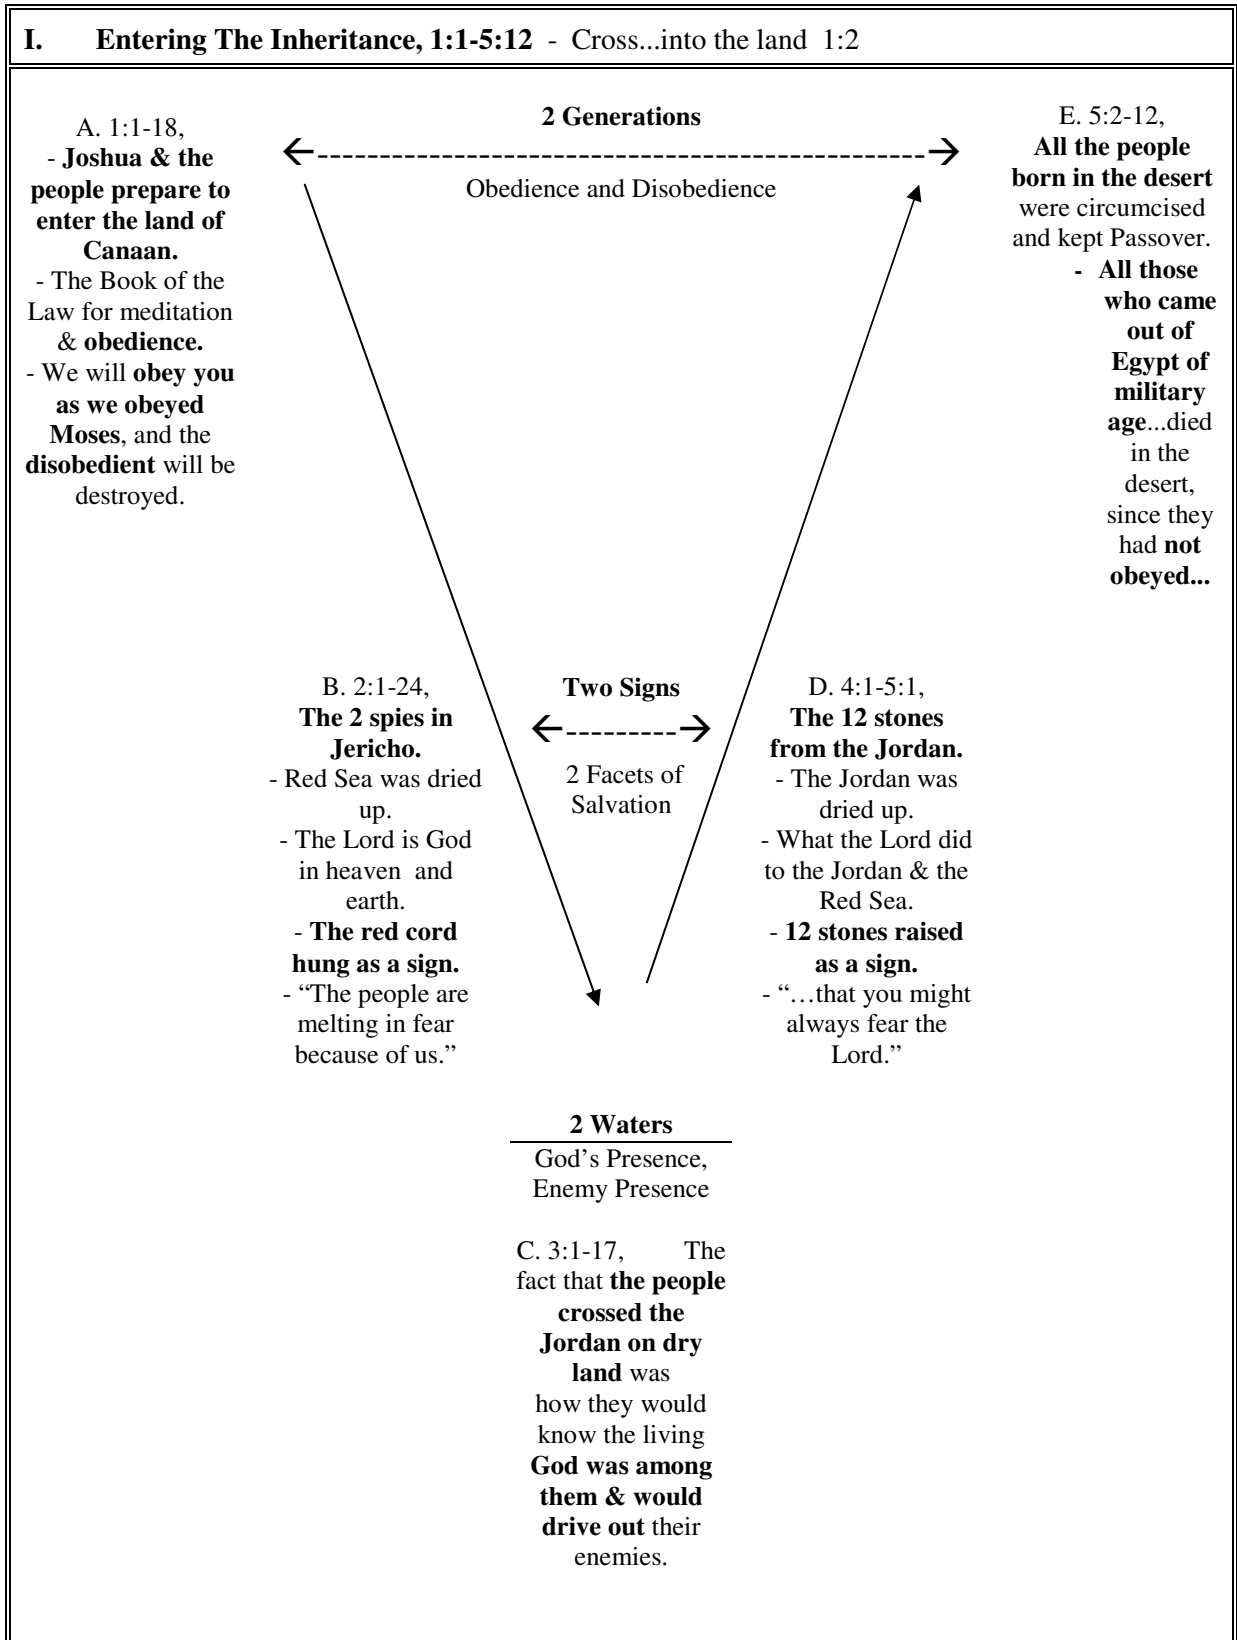 I. Entering The Inheritance, 1:1-5:12 - Cross...into the land 1:2
A. 1:1-18,
- Joshua & the
people prepare to
enter the land of
Canaan.
- The Book of the
Law for meditation
& obedience.
- We will obey you
as we obeyed
Moses, and the
disobedient will be
destroyed.
2 Generations
Obedience and Disobedience
E. 5:2-12,
All the people
born in the desert
were circumcised
and kept Passover.
- All those
who came
out of
Egypt of
military
age...died
in the
desert,
since they
had not
obeyed...
B. 2:1-24,
The 2 spies in
Jericho.
- Red Sea was dried
up.
- The Lord is God
in heaven and
earth.
- The red cord
hung as a sign.
- “The people are
melting in fear
because of us.”
Two Signs
2 Facets of
Salvation
D. 4:1-5:1,
The 12 stones
from the Jordan.
- The Jordan was
dried up.
- What the Lord did
to the Jordan & the
Red Sea.
- 12 stones raised
as a sign.
- “…that you might
always fear the
Lord.”
2 Waters
God’s Presence,
Enemy Presence
C. 3:1-17, The
fact that the people
crossed the
Jordan on dry
land was
how they would
know the living
God was among
them & would
drive out their
enemies.